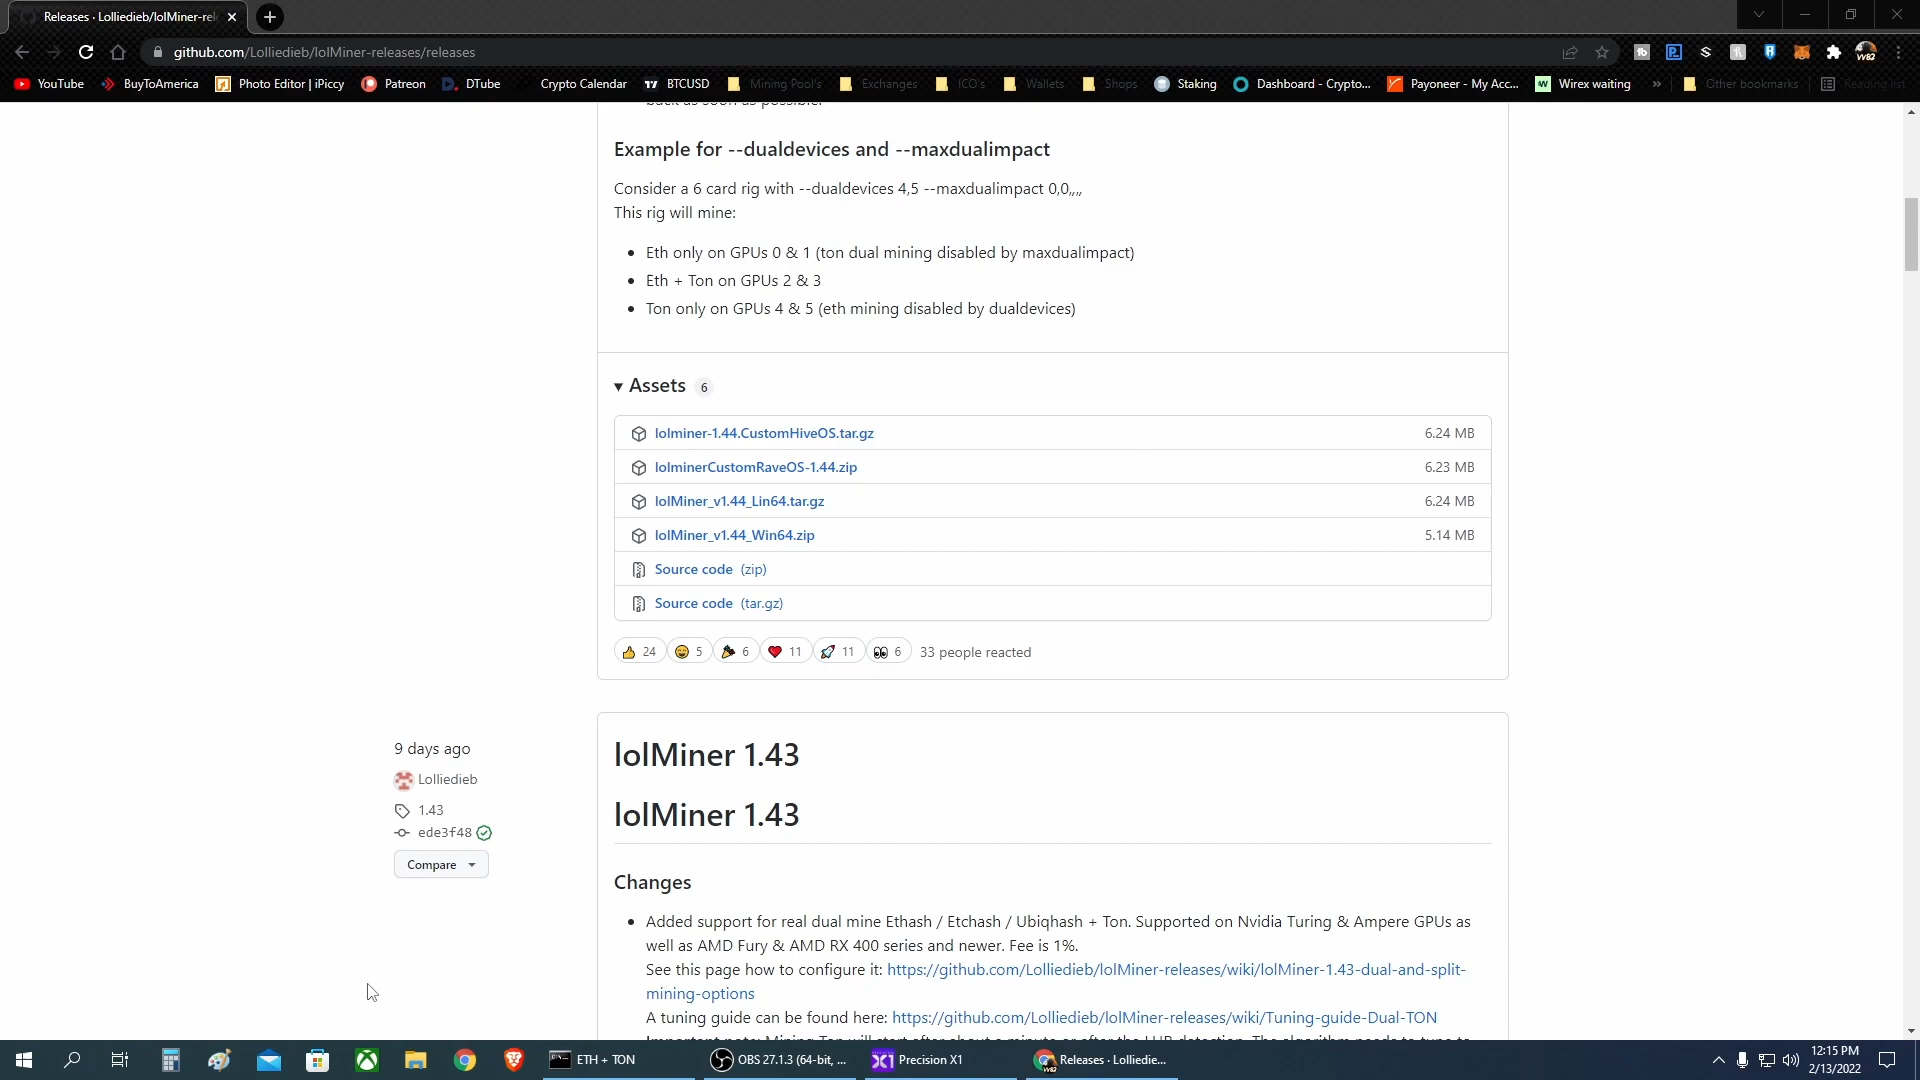 Releases · Lolliedieb/lolMiner-rel
github.com/Lolliedieb/lolMiner-releases/releases
YouTube BuyToAmerica Photo Editor | iPiccy Patreon DTube Crypto Calendar BTCUSD Mining Pool's Exchanges ICO's Wallets Shops Staking Dashboard - Crypto... Payoneer - My Acc... Wirex waiting » Other bookmarks Reading list
back as soon as possible.
Example for --dualdevices and --maxdualimpact
Consider a 6 card rig with --dualdevices 4,5 --maxdualimpact 0,0,,,,
This rig will mine:
• Eth only on GPUs 0 & 1 (ton dual mining disabled by maxdualimpact)
• Eth + Ton on GPUs 2 & 3
• Ton only on GPUs 4 & 5 (eth mining disabled by dualdevices)
Assets 6
lolminer-1.44.CustomHiveOS.tar.gz 6.24 MB
lolminerCustomRaveOS-1.44.zip 6.23 MB
lolMiner_v1.44_Lin64.tar.gz 6.24 MB
lolMiner_v1.44_Win64.zip 5.14 MB
Source code (zip)
Source code (tar.gz)
24 5 6 11 11 6 33 people reacted
9 days ago
Lolliedieb
1.43
ede3f48
Compare
lolMiner 1.43
lolMiner 1.43
Changes
• Added support for real dual mine Ethash / Etchash / Ubiqhash + Ton. Supported on Nvidia Turing & Ampere GPUs as
well as AMD Fury & AMD RX 400 series and newer. Fee is 1%.
See this page how to configure it: https://github.com/Lolliedieb/lolMiner-releases/wiki/lolMiner-1.43-dual-and-split-
mining-options
A tuning guide can be found here: https://github.com/Lolliedieb/lolMiner-releases/wiki/Tuning-guide-Dual-TON
ETH + TON OBS 27.1.3 (64-bit, ... Precision X1 Releases · Lolliedie...
12:15 PM
2/13/2022